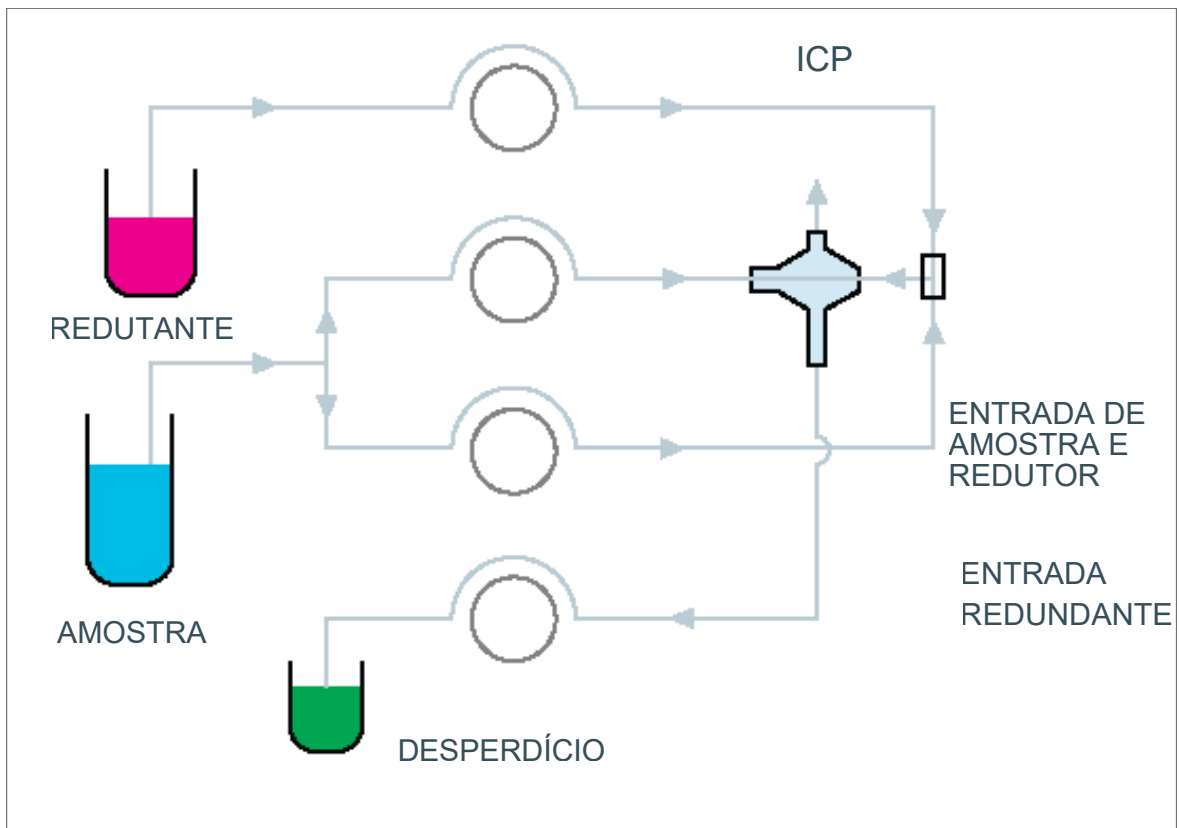 ICP
REDUTANTE
ENTRADA DE
AMOSTRA E
REDUTOR
ENTRADA
REDUNDANTE
AMOSTRA
DESPERDÍCIO